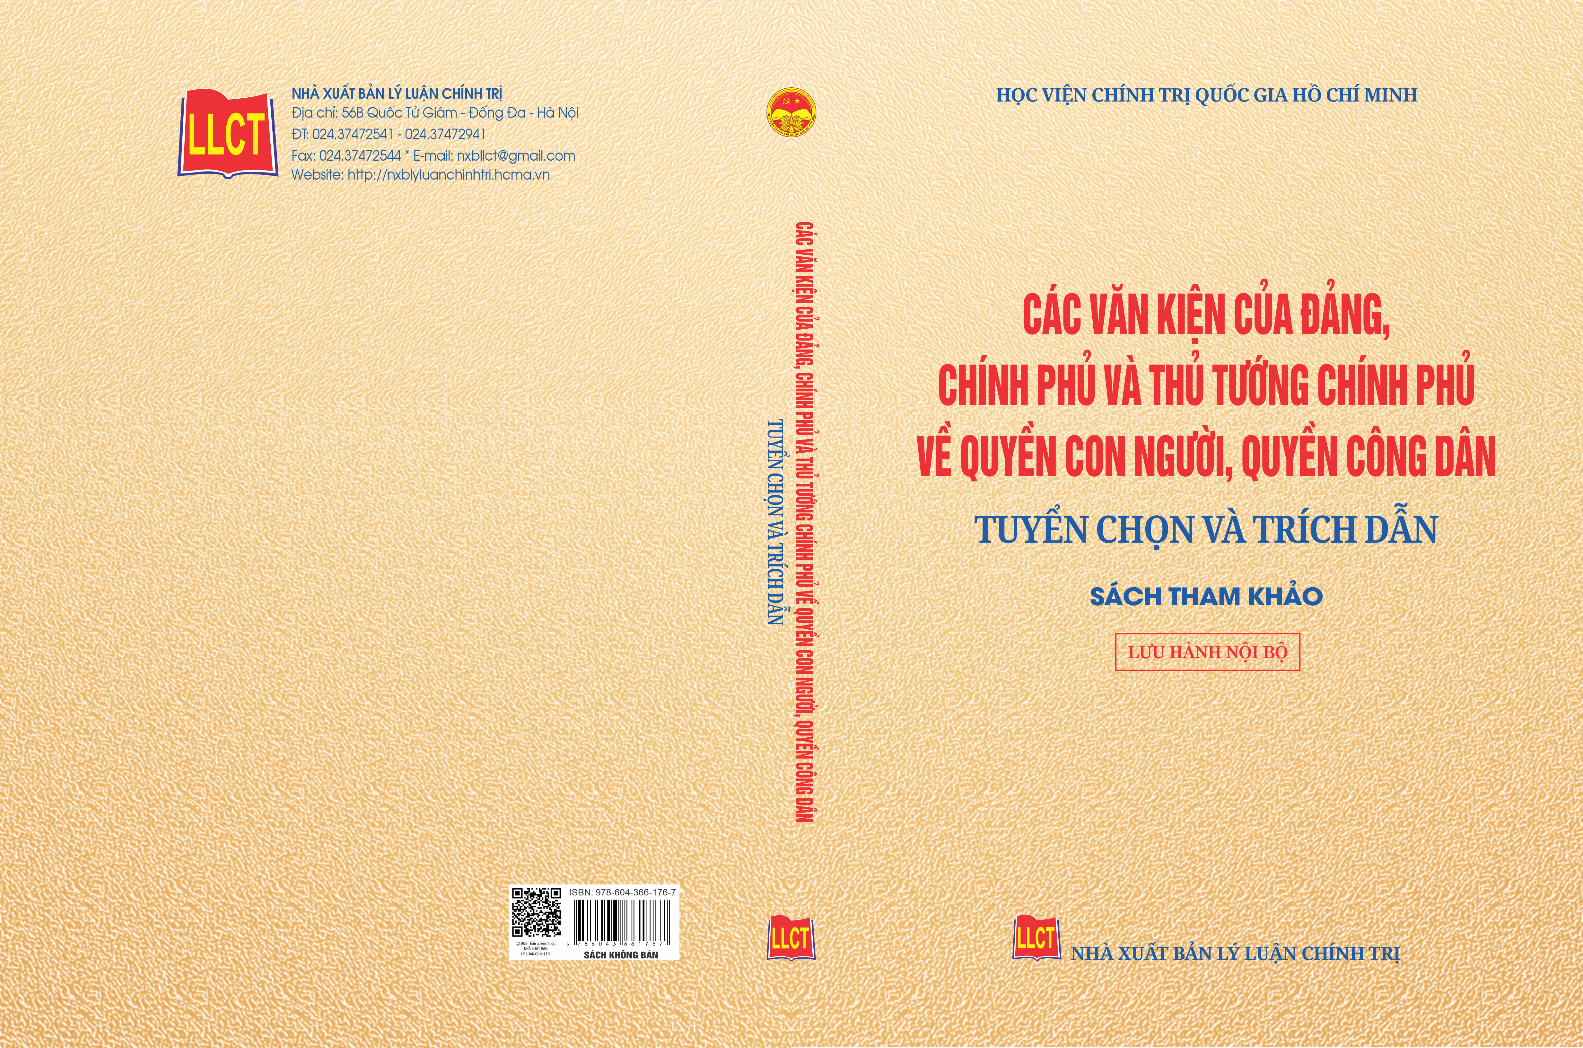 LLCT
NHÀ XUẤT BẢN LÝ LUẬN CHÍNH TRỊ
Địa chỉ: 56B Quốc Tử Giám - Đống Đa - Hà Nội
ĐT: 024.37472541 - 024.37472941
Fax: 024.37472544 * E-mail: nxbllct@gmail.com
Website: http://nxblyluanchinhtri.hcma.vn
ISBN: 978-604-366-176-7
SÁCH KHÔNG BÁN
CÁC VĂN KIỆN CỦA ĐẢNG, CHÍNH PHỦ VÀ THỦ TƯỚNG CHÍNH PHỦ VỀ QUYỀN CON NGƯỜI, QUYỀN CÔNG DÂN
TUYỂN CHỌN VÀ TRÍCH DẪN
LLCT
HỌC VIỆN CHÍNH TRỊ QUỐC GIA HỒ CHÍ MINH
CÁC VĂN KIỆN CỦA ĐẢNG,
CHÍNH PHỦ VÀ THỦ TƯỚNG CHÍNH PHỦ
VỀ QUYỀN CON NGƯỜI, QUYỀN CÔNG DÂN
TUYỂN CHỌN VÀ TRÍCH DẪN
SÁCH THAM KHẢO
LƯU HÀNH NỘI BỘ
LLCT
NHÀ XUẤT BẢN LÝ LUẬN CHÍNH TRỊ